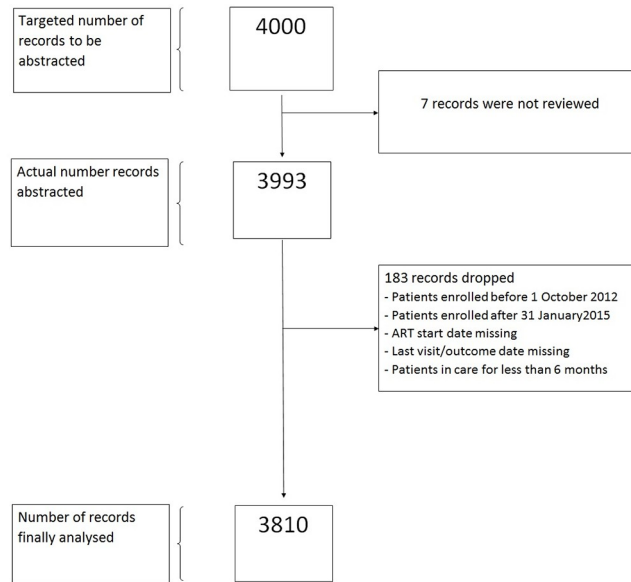 Targeted number of
records to be
abstracted
4000
7 records were not reviewed
Actual number records
abstracted
3993
183 records dropped
- Patients enrolled before 1 October 2012
- Patients enrolled after 31 January2015
- ART start date missing
- Last visit/outcome date missing
- Patients in care for less than 6 months
Number of records
finally analysed
3810